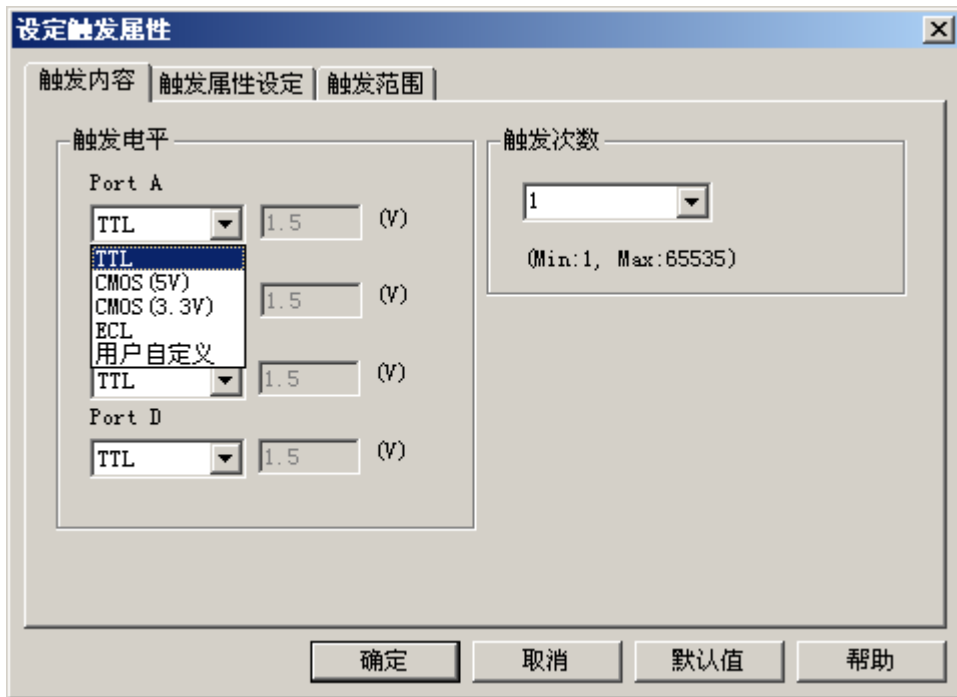 设定触发属性
触发内容 触发属性设定 触发范围
触发电平
Port A
TTL 1.5 (V)
TTL
CMOS(5V)
CMOS(3.3V)
ECL
用户自定义
1.5 (V)
TTL 1.5 (V)
Port D
TTL 1.5 (V)
触发次数
1
(Min:1, Max:65535)
确定 取消 默认值 帮助